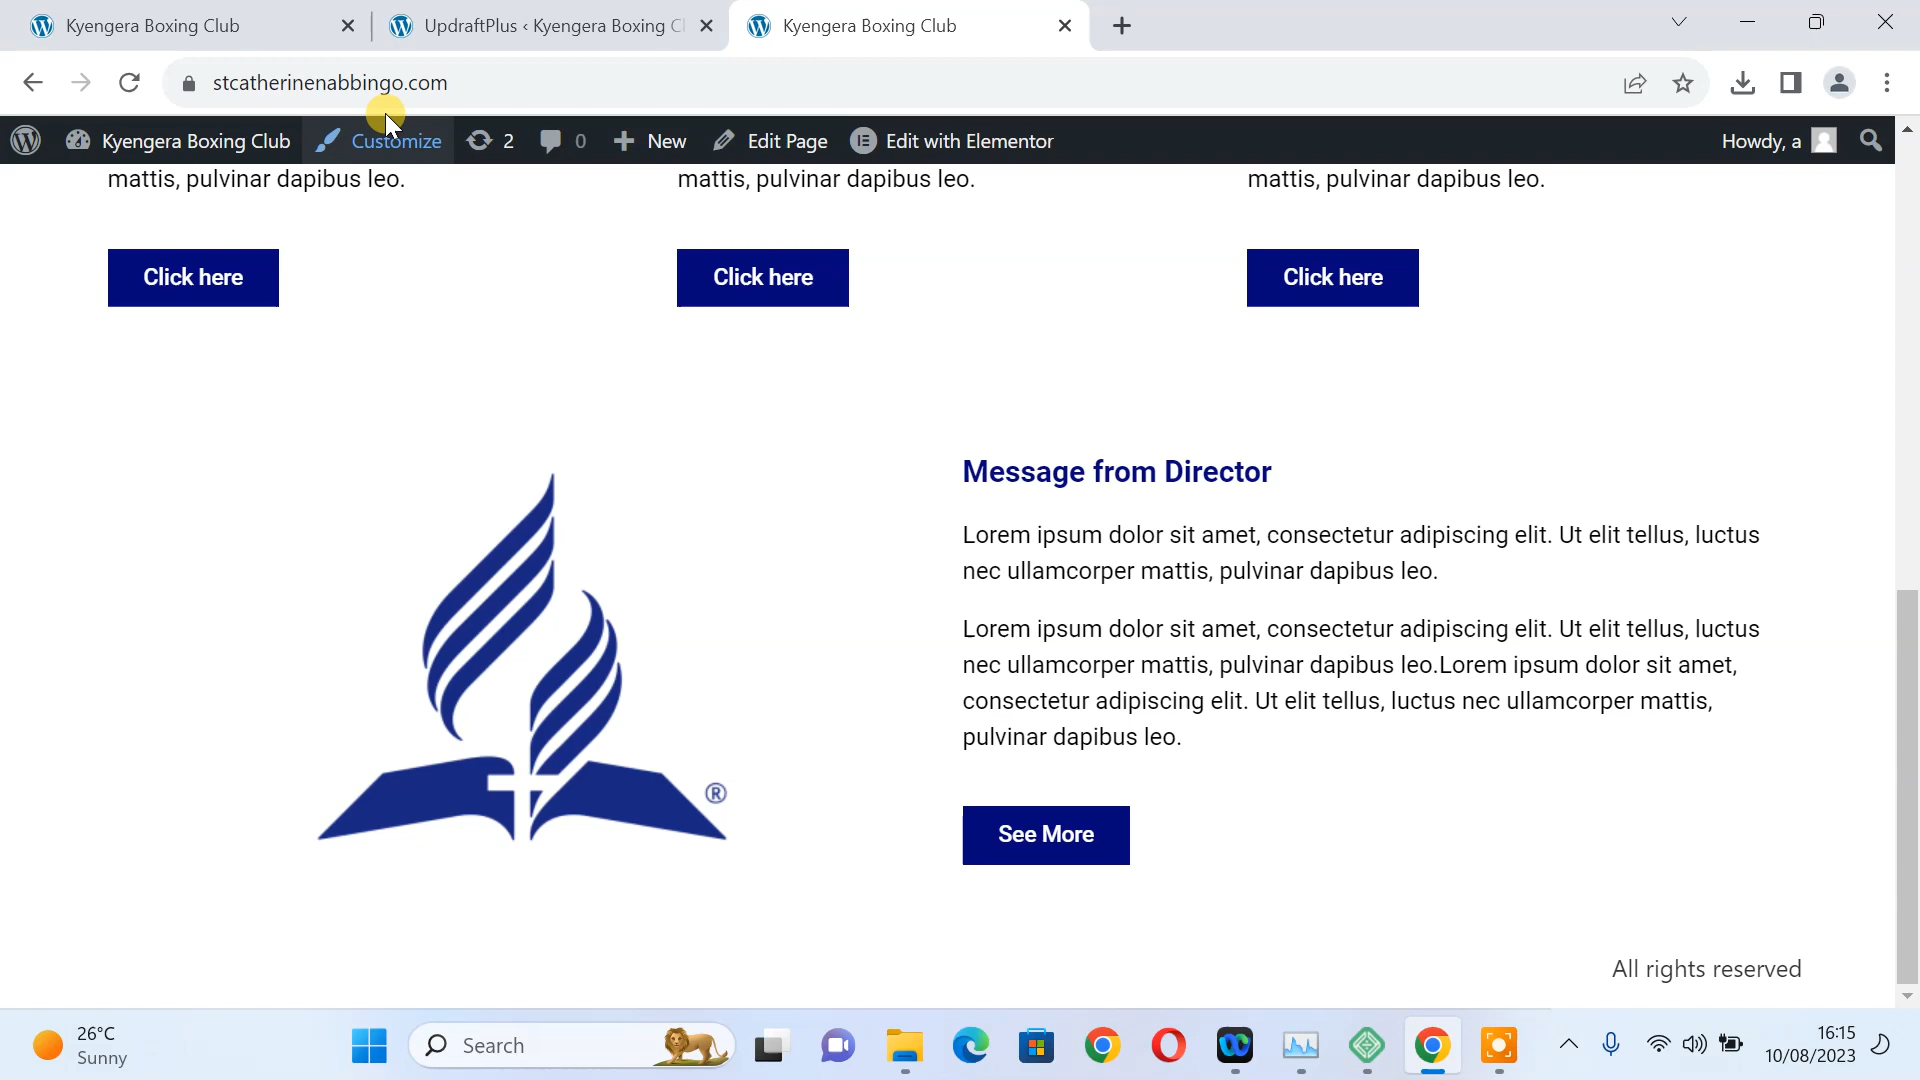 Kyengera Boxing Club
UpdraftPlus ‹ Kyengera Boxing Cl
Kyengera Boxing Club
stcatherinenabbingo.com
Kyengera Boxing Club
Customize
2
0
New
Edit Page
Edit with Elementor
Howdy, a
mattis, pulvinar dapibus leo.
mattis, pulvinar dapibus leo.
mattis, pulvinar dapibus leo.
Click here
Click here
Click here
Message from Director
Lorem ipsum dolor sit amet, consectetur adipiscing elit. Ut elit tellus, luctus
nec ullamcorper mattis, pulvinar dapibus leo.
Lorem ipsum dolor sit amet, consectetur adipiscing elit. Ut elit tellus, luctus
nec ullamcorper mattis, pulvinar dapibus leo.Lorem ipsum dolor sit amet,
consectetur adipiscing elit. Ut elit tellus, luctus nec ullamcorper mattis,
pulvinar dapibus leo.
®
See More
All rights reserved
26°C
Sunny
Search
16:15
10/08/2023